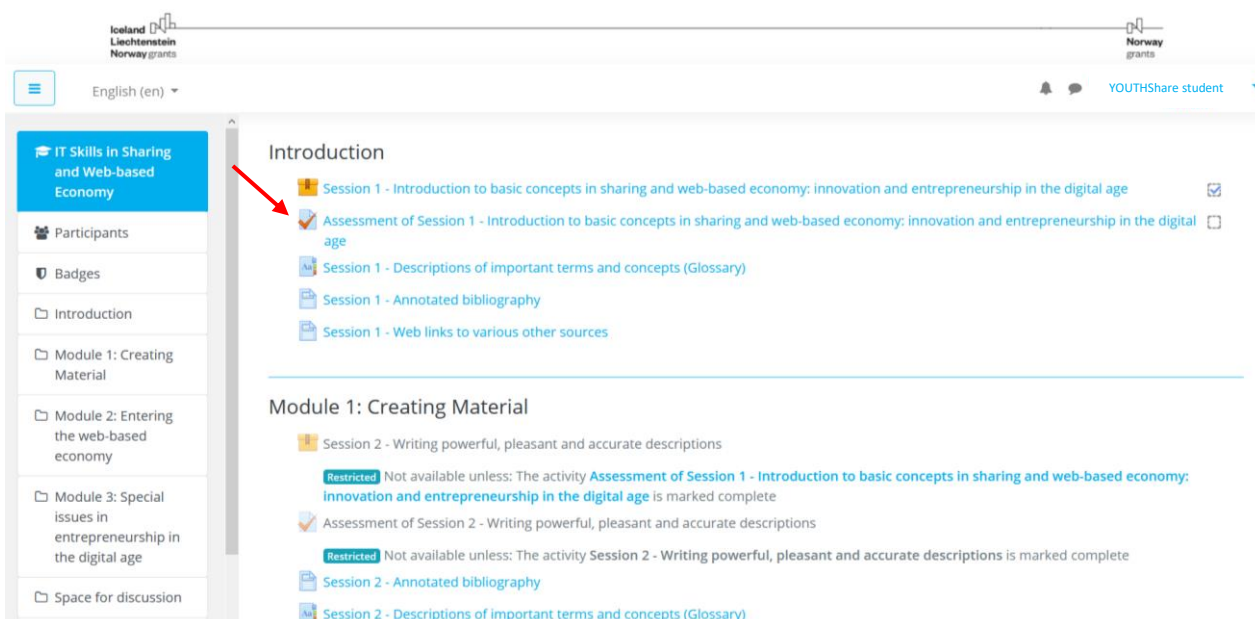 Iceland
Liechtenstein
Norway grants
Norway
grants
English (en)
YOUTHShare student
IT Skills in Sharing
and Web-based
Economy
Participants
Badges
Introduction
Module 1: Creating
Material
Module 2: Entering
the web-based
economy
Module 3: Special
issues in
entrepreneurship in
the digital age
Space for discussion
Introduction
Session 1 - Introduction to basic concepts in sharing and web-based economy: innovation and entrepreneurship in the digital age
Assessment of Session 1 - Introduction to basic concepts in sharing and web-based economy: innovation and entrepreneurship in the digital
age
Session 1 - Descriptions of important terms and concepts (Glossary)
Session 1 - Annotated bibliography
Session 1 - Web links to various other sources
Module 1: Creating Material
Session 2 - Writing powerful, pleasant and accurate descriptions
Restricted Not available unless: The activity Assessment of Session 1 - Introduction to basic concepts in sharing and web-based economy:
innovation and entrepreneurship in the digital age is marked complete
Assessment of Session 2 - Writing powerful, pleasant and accurate descriptions
Restricted Not available unless: The activity Session 2 - Writing powerful, pleasant and accurate descriptions is marked complete
Session 2 - Annotated bibliography
Session 2 - Descriptions of important terms and concepts (Glossary)